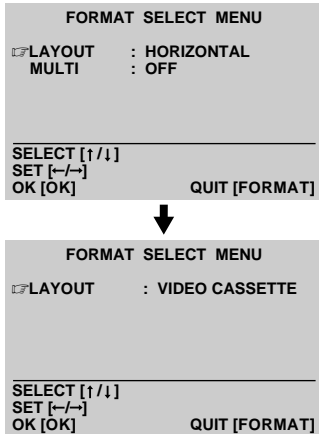 FORMAT SELECT MENU
☞LAYOUT : HORIZONTAL
MULTI : OFF
SELECT [↑/↓]
SET [←/→]
OK [OK] QUIT [FORMAT]
FORMAT SELECT MENU
☞LAYOUT : VIDEO CASSETTE
SELECT [↑/↓]
SET [←/→]
OK [OK] QUIT [FORMAT]